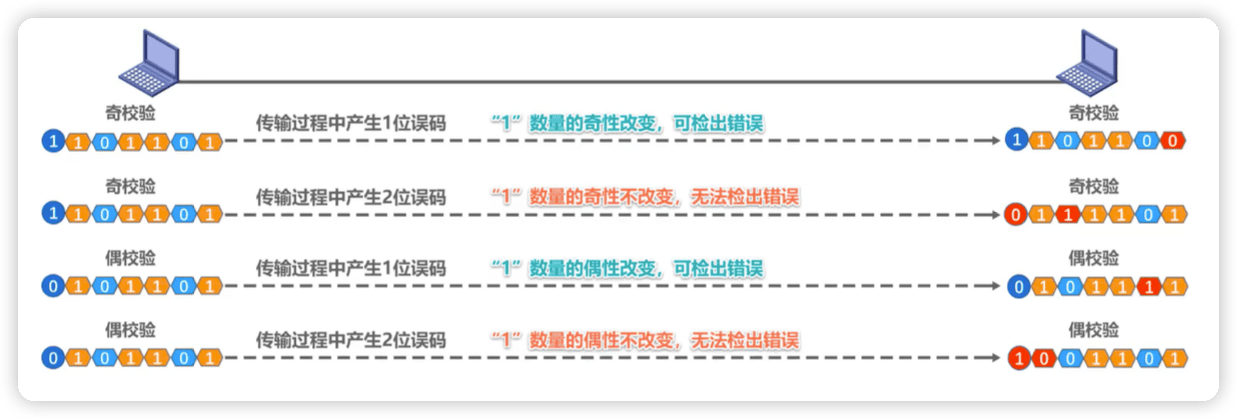 奇校验
奇校验
传输过程中产生1位误码
“1”数量的奇性改变，可检出错误
1 1 0 1 1 0 1
1 1 0 1 1 0 0
奇校验
奇校验
传输过程中产生2位误码
“1”数量的奇性不改变，无法检出错误
1 1 0 1 1 0 1
0 1 1 1 1 0 1
偶校验
偶校验
传输过程中产生1位误码
“1”数量的偶性改变，可检出错误
0 1 0 1 1 0 1
0 1 0 1 1 1 1
偶校验
偶校验
传输过程中产生2位误码
“1”数量的偶性不改变，无法检出错误
0 1 0 1 1 0 1
1 0 0 1 1 0 1